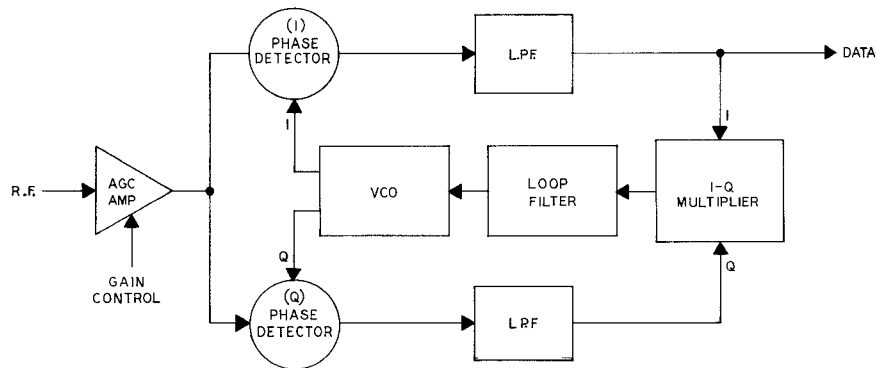 (I)
PHASE
DETECTOR
L.P.F.
DATA
I
I
R.F.
AGC
AMP
VCO
LOOP
FILTER
I-Q
MULTIPLIER
GAIN
CONTROL
Q
Q
(Q)
PHASE
DETECTOR
L.P.F.